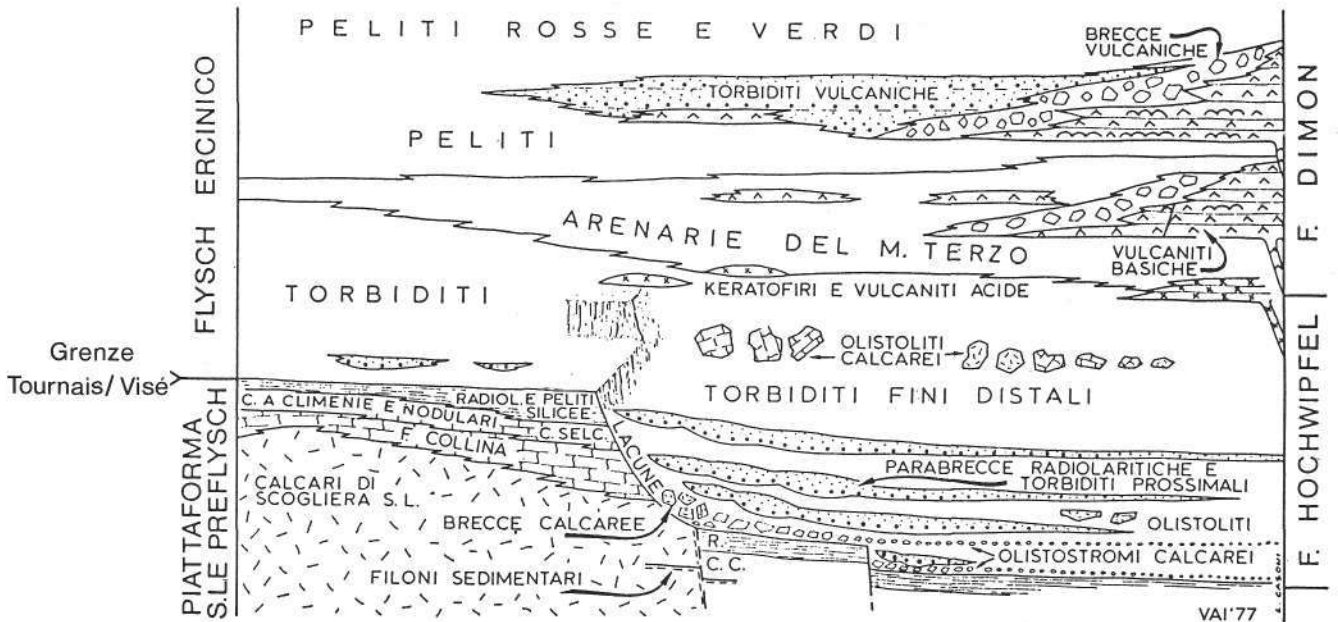 PELITI ROSSE E VERDI
BRECCE
VULCANICHE
TORBIDITI VULCANICHE
PELITI
ARENARIE DEL M. TERZO
VULCANITI
BASICHE
KERATOFIRI E VULCANITI ACIDE
TORBIDITI
OLISTOLITI
CALCAREI
TORBIDITI FINI DISTALI
RADIOL. E PELITI
SILICEE
C. A CLIMENIE E NODULARI
C. SELC.
F. COLLINA
LACUNE
CALCARI DI
SCOGLIERA S.L.
BRECCE CALCAREE
FILONI SEDIMENTARI
R.
C.C.
PARABRECCE RADIOLARITICHE E
TORBIDITI PROSSIMALI
OLISTOLITI
OLISTOSTROMI CALCAREI
FLYSCH ERCINICO
Grenze
Tournais/Visé
PIATTAFORMA
S.LE PREFLYSCH
F. DIMON
F. HOCHWIPFEL
VAI'77